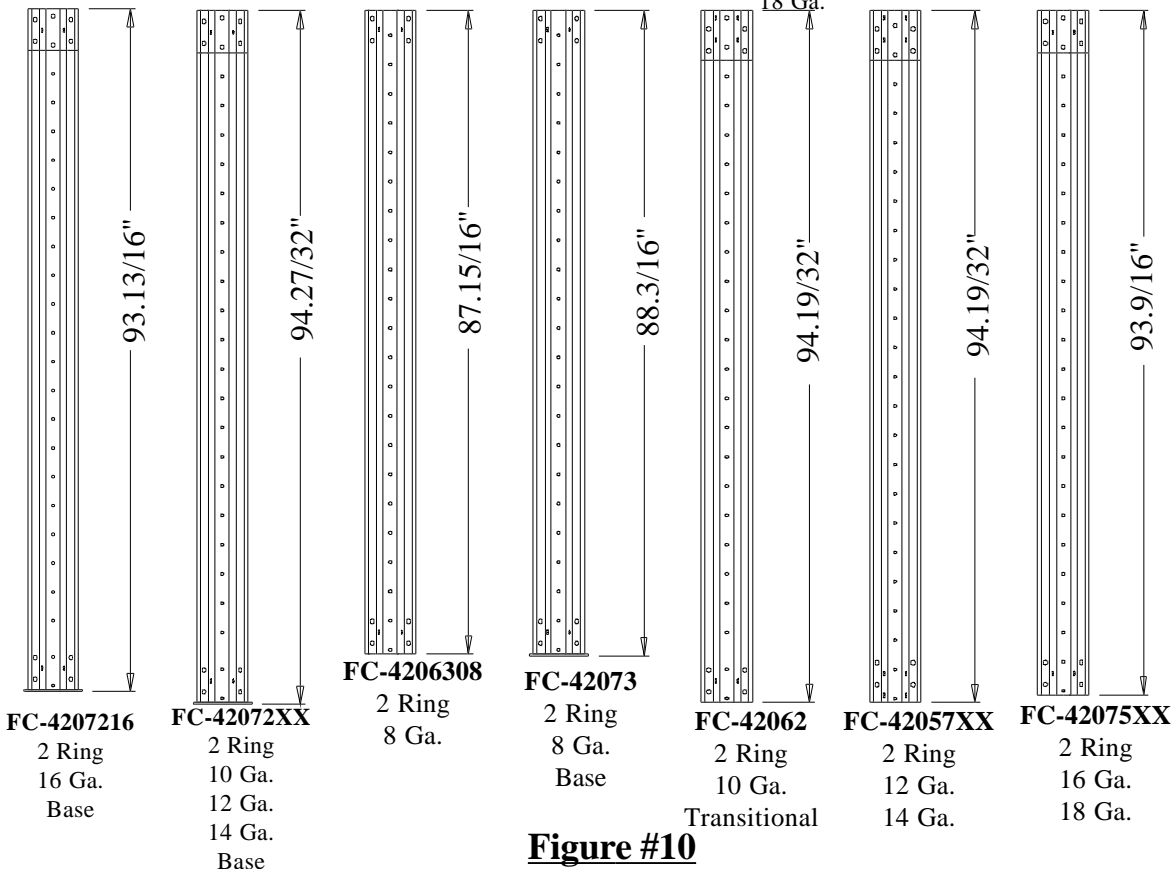 18 Ga.
93.13/16"
94.27/32"
87.15/16"
88.3/16"
94.19/32"
94.19/32"
93.9/16"
FC-4207216
2 Ring
16 Ga.
Base
FC-42072XX
2 Ring
10 Ga.
12 Ga.
14 Ga.
Base
FC-4206308
2 Ring
8 Ga.
FC-42073
2 Ring
8 Ga.
Base
FC-42062
2 Ring
10 Ga.
Transitional
FC-42057XX
2 Ring
12 Ga.
14 Ga.
FC-42075XX
2 Ring
16 Ga.
18 Ga.
Figure #10